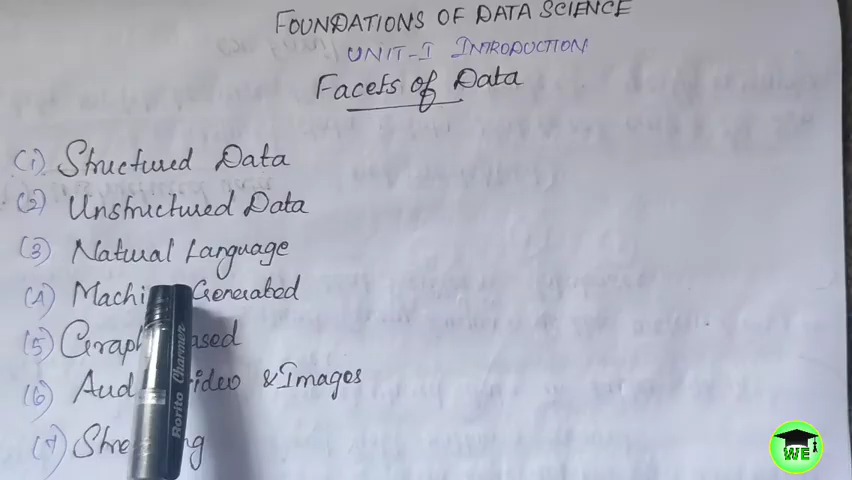 FOUNDATIONS OF DATA SCIENCE
UNIT-I INTRODUCTION
Facets of Data
(1) Structured Data
(2) Unstructured Data
(3) Natural Language
(4) Machi Generated
(5) Graph ased
(6) Aud ideo & Images
(7) Stre ng
Rorito Charmer
WE